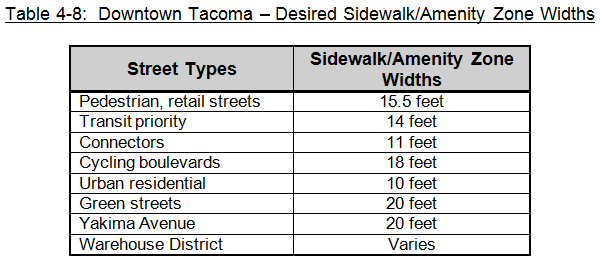 Table 4-8:  Downtown Tacoma – Desired Sidewalk/Amenity Zone Widths
Street Types
Sidewalk/Amenity Zone
Widths
Pedestrian, retail streets 15.5 feet
Transit priority 14 feet
Connectors 11 feet
Cycling boulevards 18 feet
Urban residential 10 feet
Green streets 20 feet
Yakima Avenue 20 feet
Warehouse District Varies